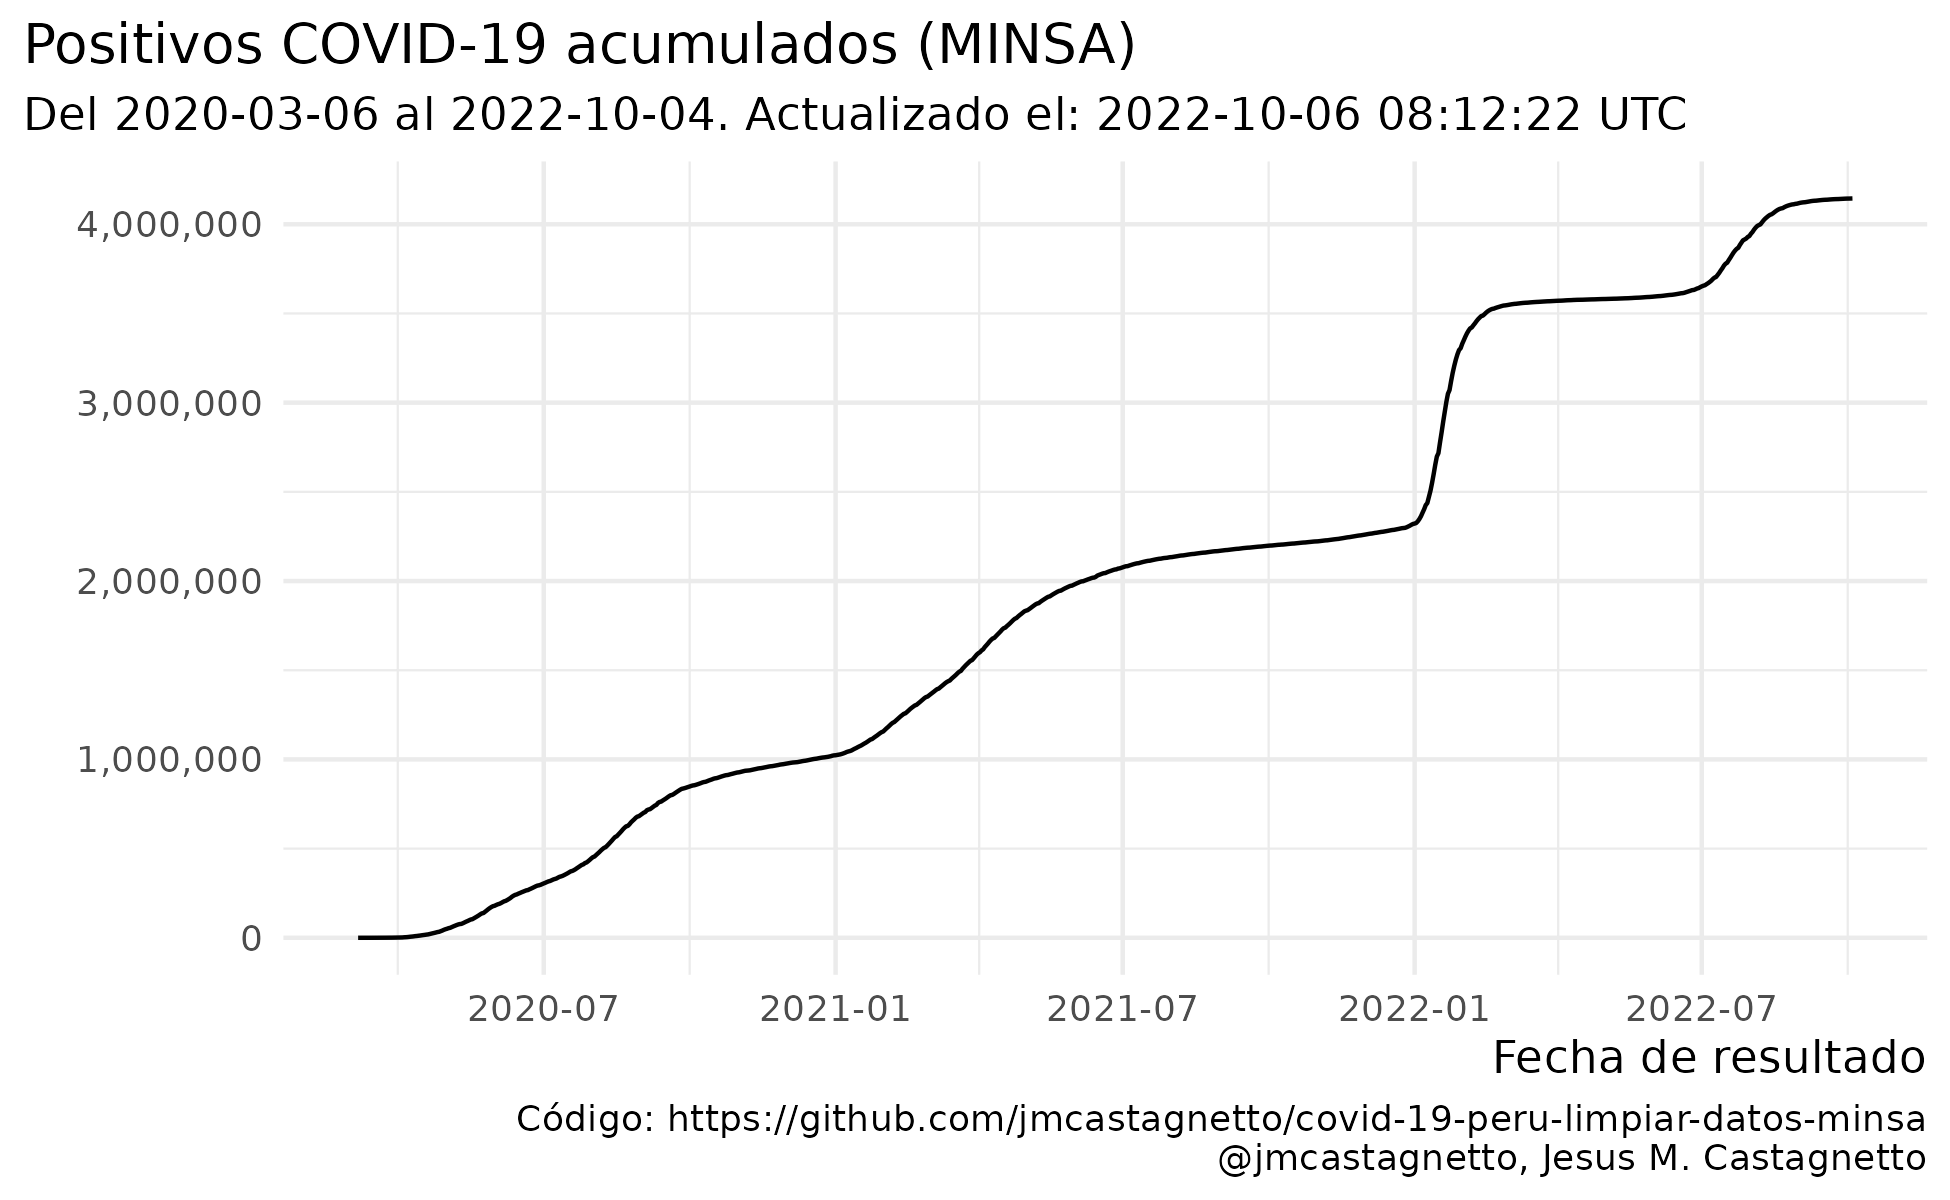 Positivos COVID-19 acumulados (MINSA)
Del 2020-03-06 al 2022-10-04. Actualizado el: 2022-10-06 08:12:22 UTC
4,000,000
3,000,000
2,000,000
1,000,000
0
2020-07 2021-01 2021-07 2022-01 2022-07
Fecha de resultado
Código: https://github.com/jmcastagnetto/covid-19-peru-limpiar-datos-minsa
@jmcastagnetto, Jesus M. Castagnetto